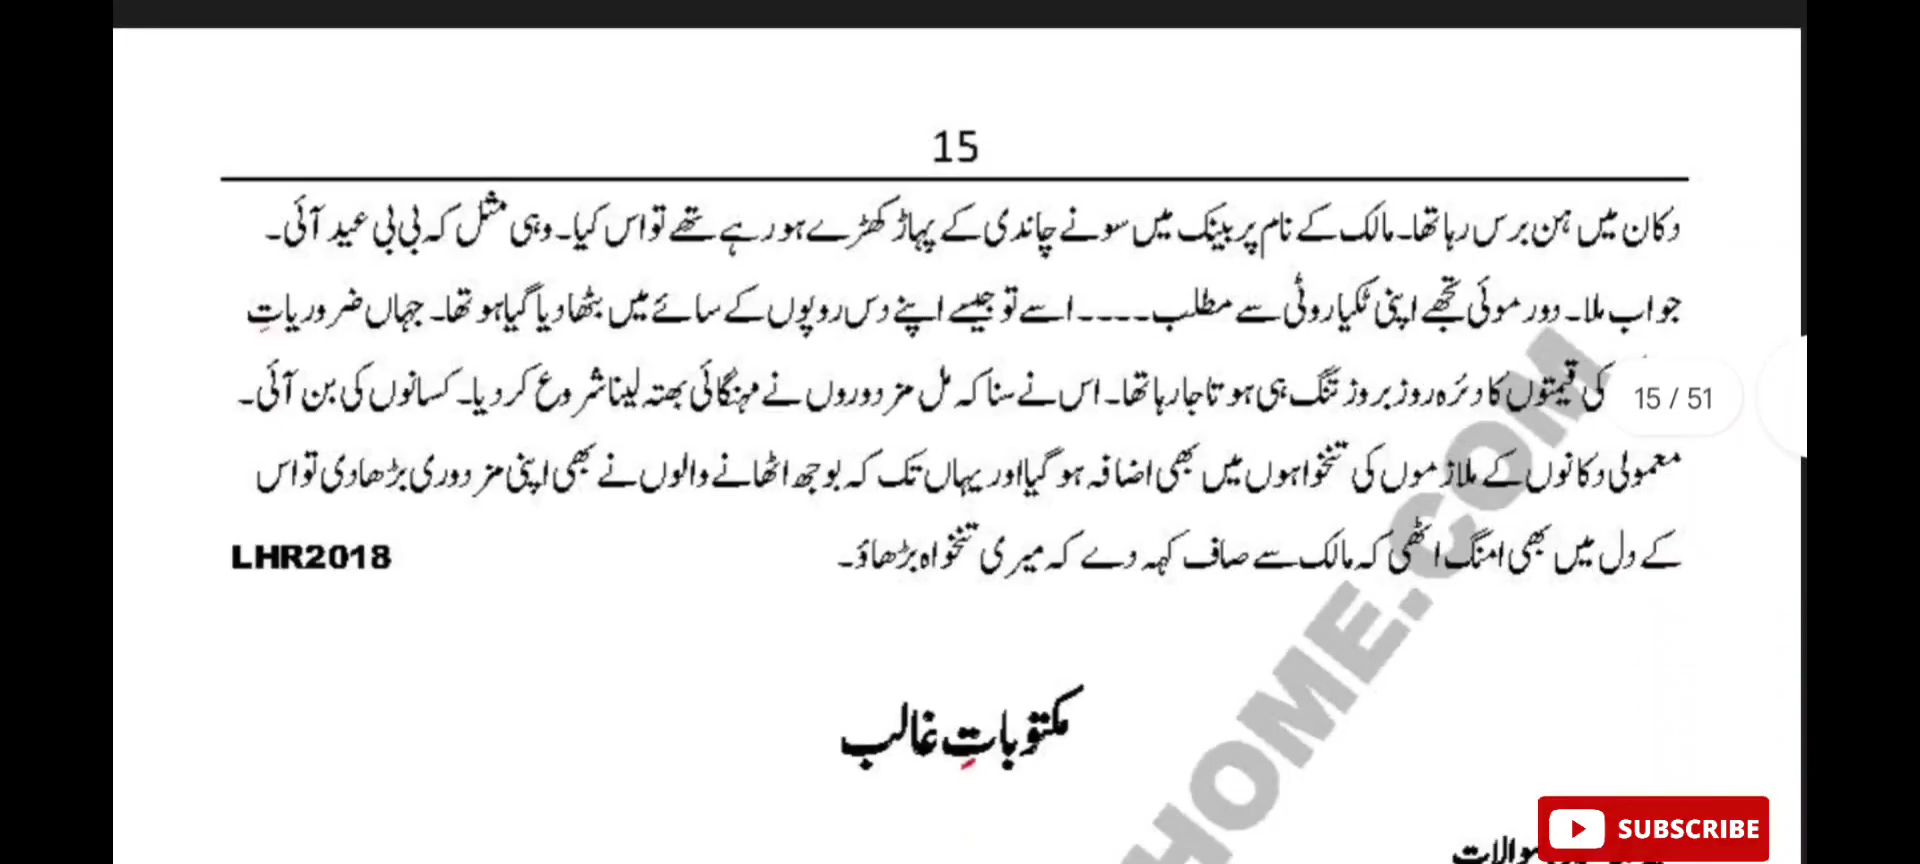 15
دکان میں ہن برس رہا تھا۔ مالک کے نام پر بینک میں سونے چاندی کے پہاڑ کھڑے ہو رہے تھے تو اس کیا۔ وہی مثل کہ بی بی عید آئی۔
جواب ملا۔ دور موئی تجھے اپنی ٹکیا روٹی سے مطلب ۔۔۔۔ اسے تو جیسے اپنے دس روپوں کے سائے میں بٹھا دیا گیا ہو تھا۔ جہاں ضروریاتِ
کی قیمتوں کا دئرہ روز بروز تنگ ہی ہوتا جا رہا تھا۔ اس نے سنا کہ مل مزدوروں نے مہنگائی بھتہ لینا شروع کر دیا۔ کسانوں کی بن آئی۔
15 / 51
معمولی دکانوں کے ملازموں کی تنخواہوں میں بھی اضافہ ہو گیا اور یہاں تک کہ بوجھ اٹھانے والوں نے بھی اپنی مزدوری بڑھا دی تو اس
کے دل میں بھی امنگ اٹھی کہ مالک سے صاف کہہ دے کہ میری تنخواہ بڑھاؤ۔
LHR2018
مکتوباتِ غالب
HOME.COM
سوالات
SUBSCRIBE